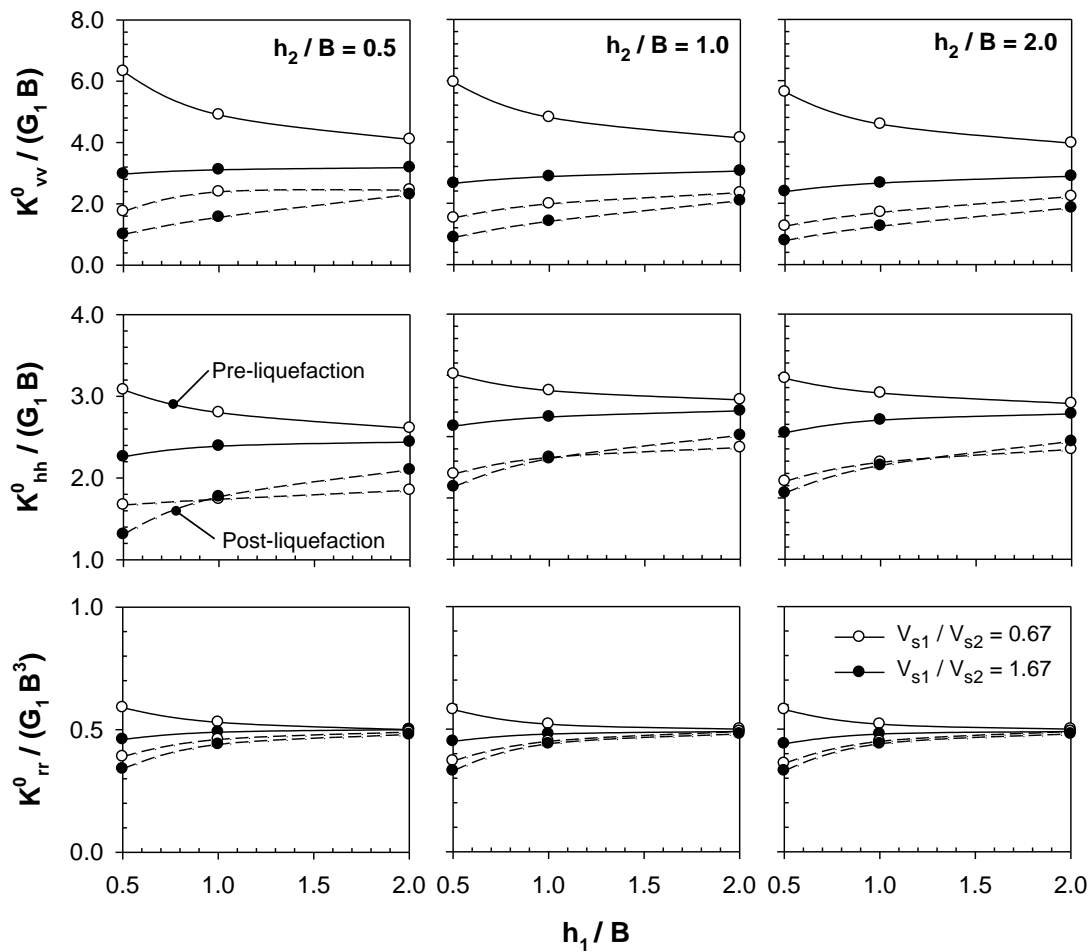 h2 / B = 0.5
h2 / B = 1.0
h2 / B = 2.0
K0vv / (G1 B)
8.0
6.0
4.0
2.0
0.0
K0hh / (G1 B)
4.0
3.0
2.0
1.0
Pre-liquefaction
Post-liquefaction
K0rr / (G1 B3)
1.0
0.5
0.0
Vs1 / Vs2 = 0.67
Vs1 / Vs2 = 1.67
0.5 1.0 1.5 2.0
0.5 1.0 1.5 2.0
0.5 1.0 1.5 2.0
h1 / B